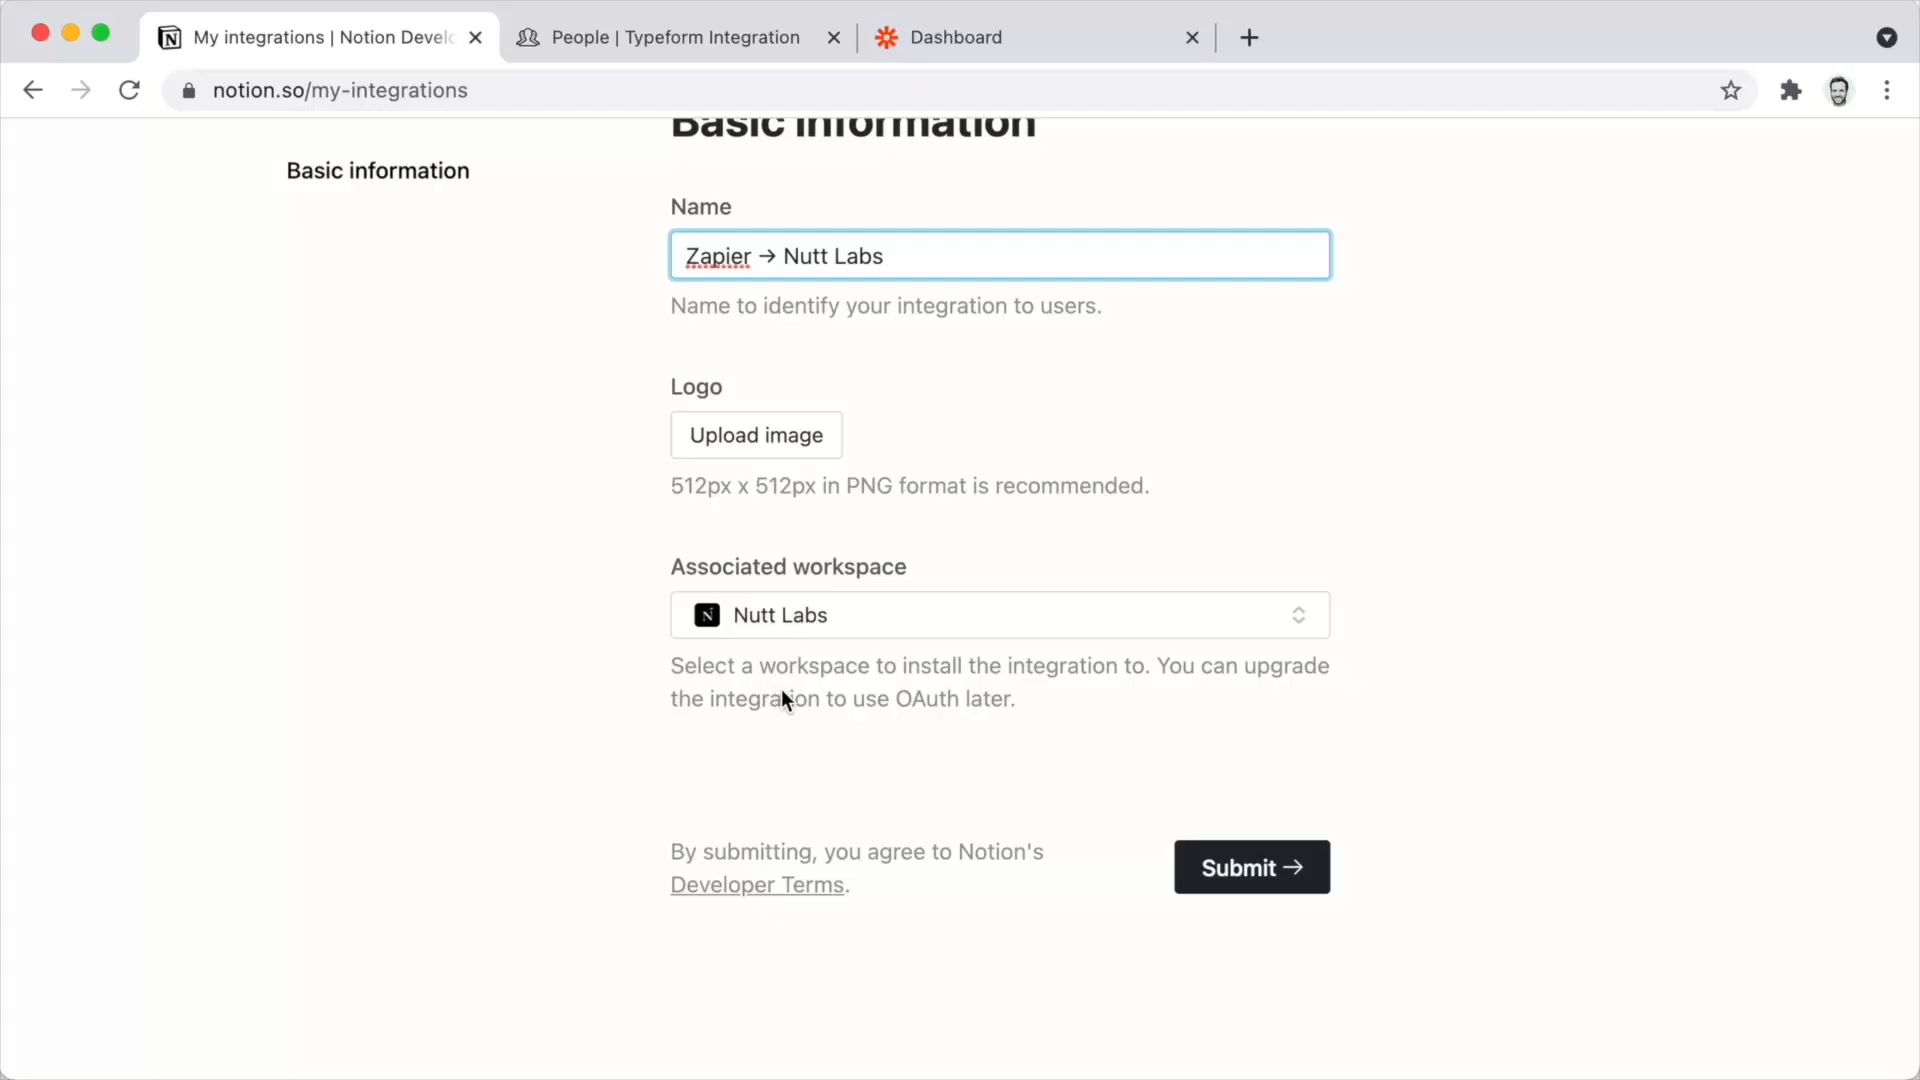 My integrations | Notion Develo
People | Typeform Integration
Dashboard
notion.so/my-integrations
Basic information
Basic information
Name
Zapier → Nutt Labs
Name to identify your integration to users.
Logo
Upload image
512px x 512px in PNG format is recommended.
Associated workspace
Nutt Labs
Select a workspace to install the integration to. You can upgrade
the integration to use OAuth later.
By submitting, you agree to Notion's
Developer Terms.
Submit →